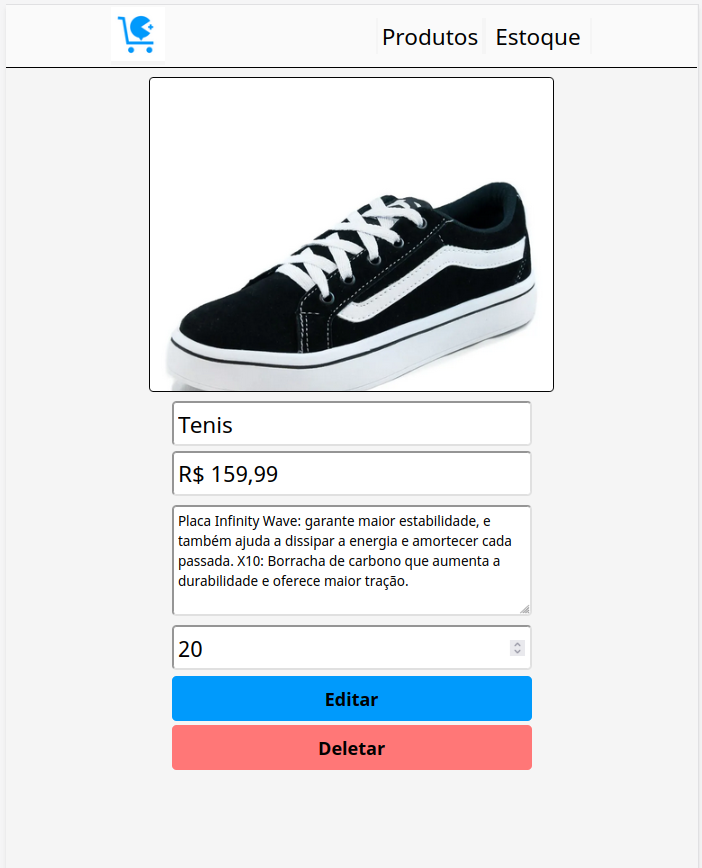 Produtos Estoque
Tenis
R$ 159,99
Placa Infinity Wave: garante maior estabilidade, e
também ajuda a dissipar a energia e amortecer cada
passada. X10: Borracha de carbono que aumenta a
durabilidade e oferece maior tração.
20
Editar
Deletar